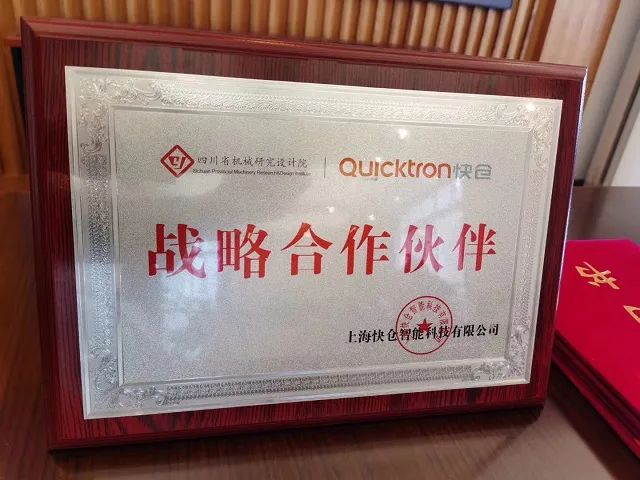 四川省机械研究设计院
Sichuan Provincial Machinery Research&Design Institute
Quicktron快仓
战略合作伙伴
上海快仓智能科技有限公司